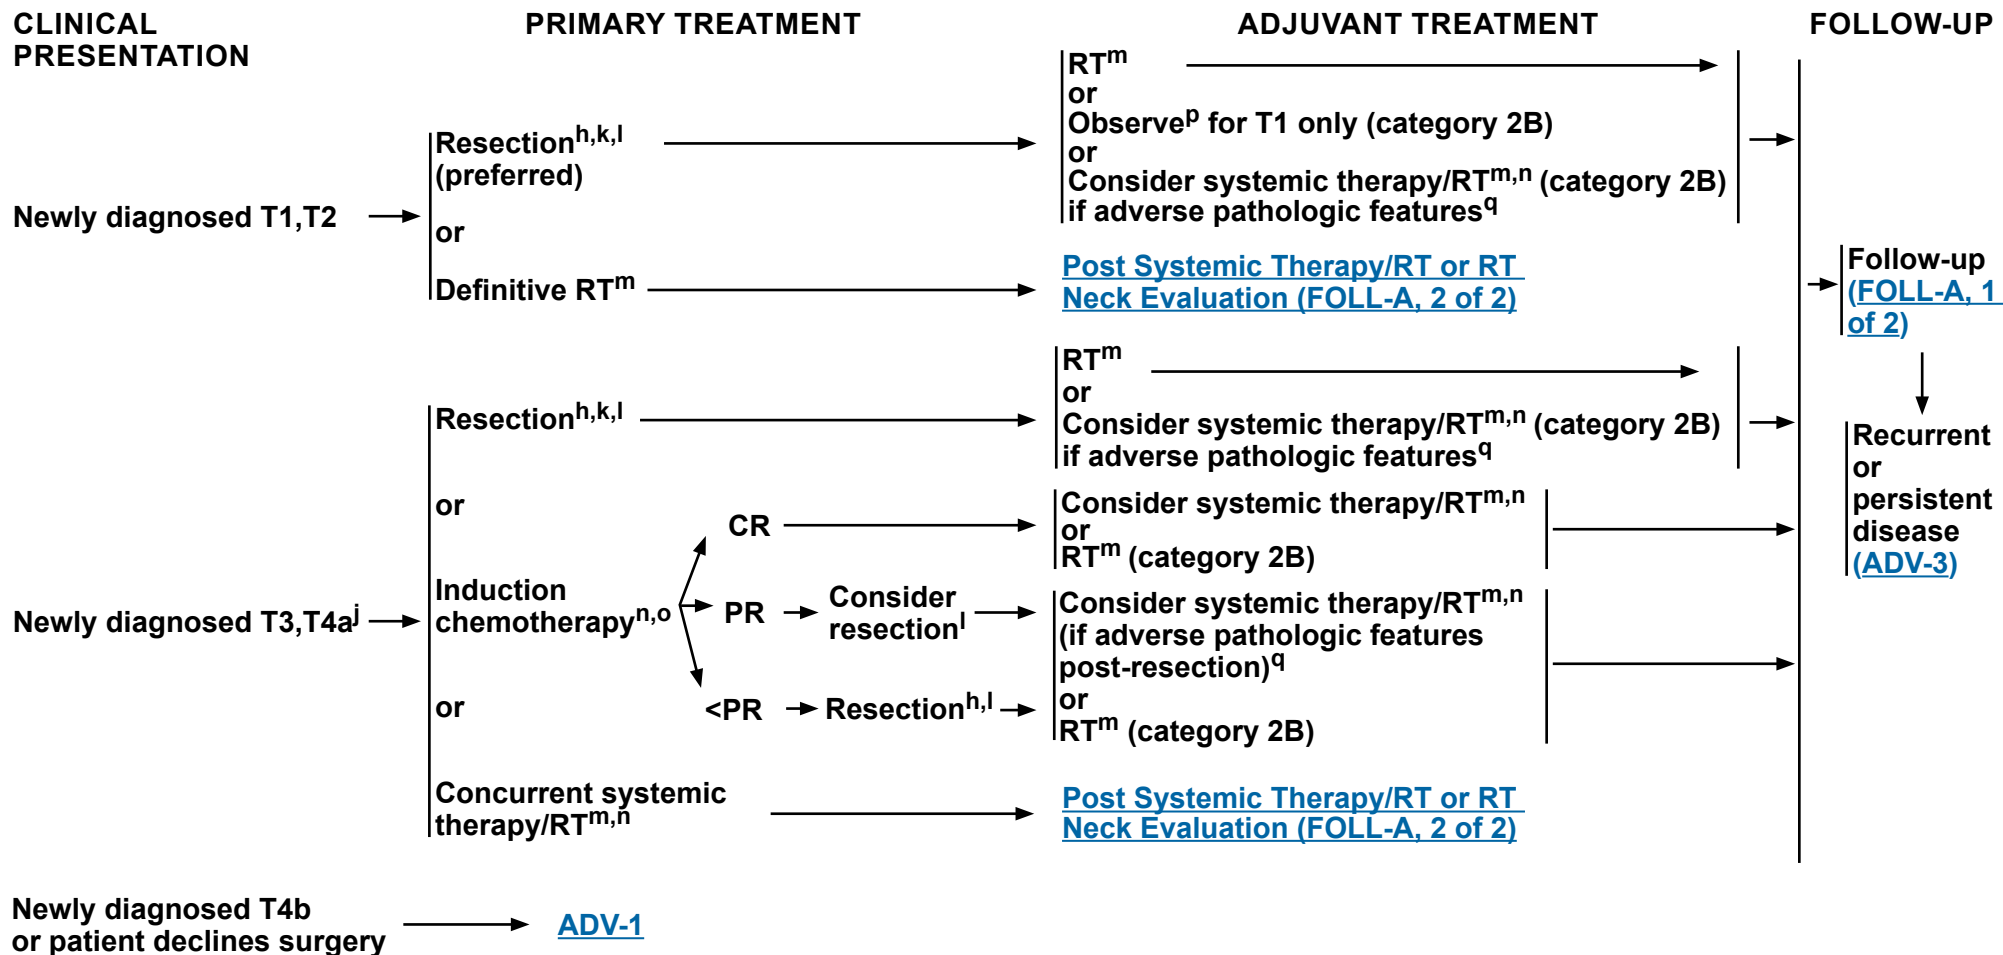 CLINICAL
PRESENTATION
PRIMARY TREATMENT
ADJUVANT TREATMENT
FOLLOW-UP
Newly diagnosed T1,T2
Resectionh,k,l
(preferred)
or
Definitive RTm
RTm
or
Observep for T1 only (category 2B)
or
Consider systemic therapy/RTm,n (category 2B)
if adverse pathologic featuresq
Post Systemic Therapy/RT or RT
Neck Evaluation (FOLL-A, 2 of 2)
Newly diagnosed T3,T4aj
Resectionh,k,l
or
Induction
chemotherapyn,o
or
Concurrent systemic
therapy/RTm,n
CR
PR
Consider
resectionl
<PR
Resectionh,l
RTm
or
Consider systemic therapy/RTm,n (category 2B)
if adverse pathologic featuresq
Consider systemic therapy/RTm,n
or
RTm (category 2B)
Consider systemic therapy/RTm,n
(if adverse pathologic features
post-resection)q
or
RTm (category 2B)
Post Systemic Therapy/RT or RT
Neck Evaluation (FOLL-A, 2 of 2)
Follow-up
(FOLL-A, 1
of 2)
Recurrent
or
persistent
disease
(ADV-3)
Newly diagnosed T4b
or patient declines surgery
ADV-1